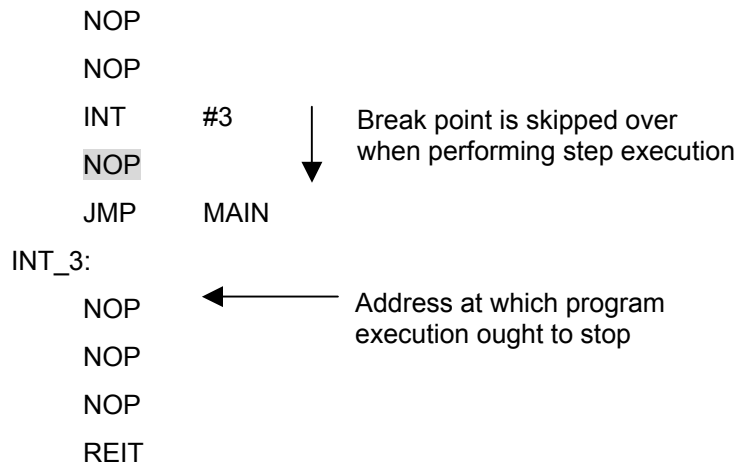 NOP
NOP
INT #3
Break point is skipped over
when performing step execution
NOP
JMP MAIN
INT_3:
NOP
Address at which program
execution ought to stop
NOP
NOP
REIT